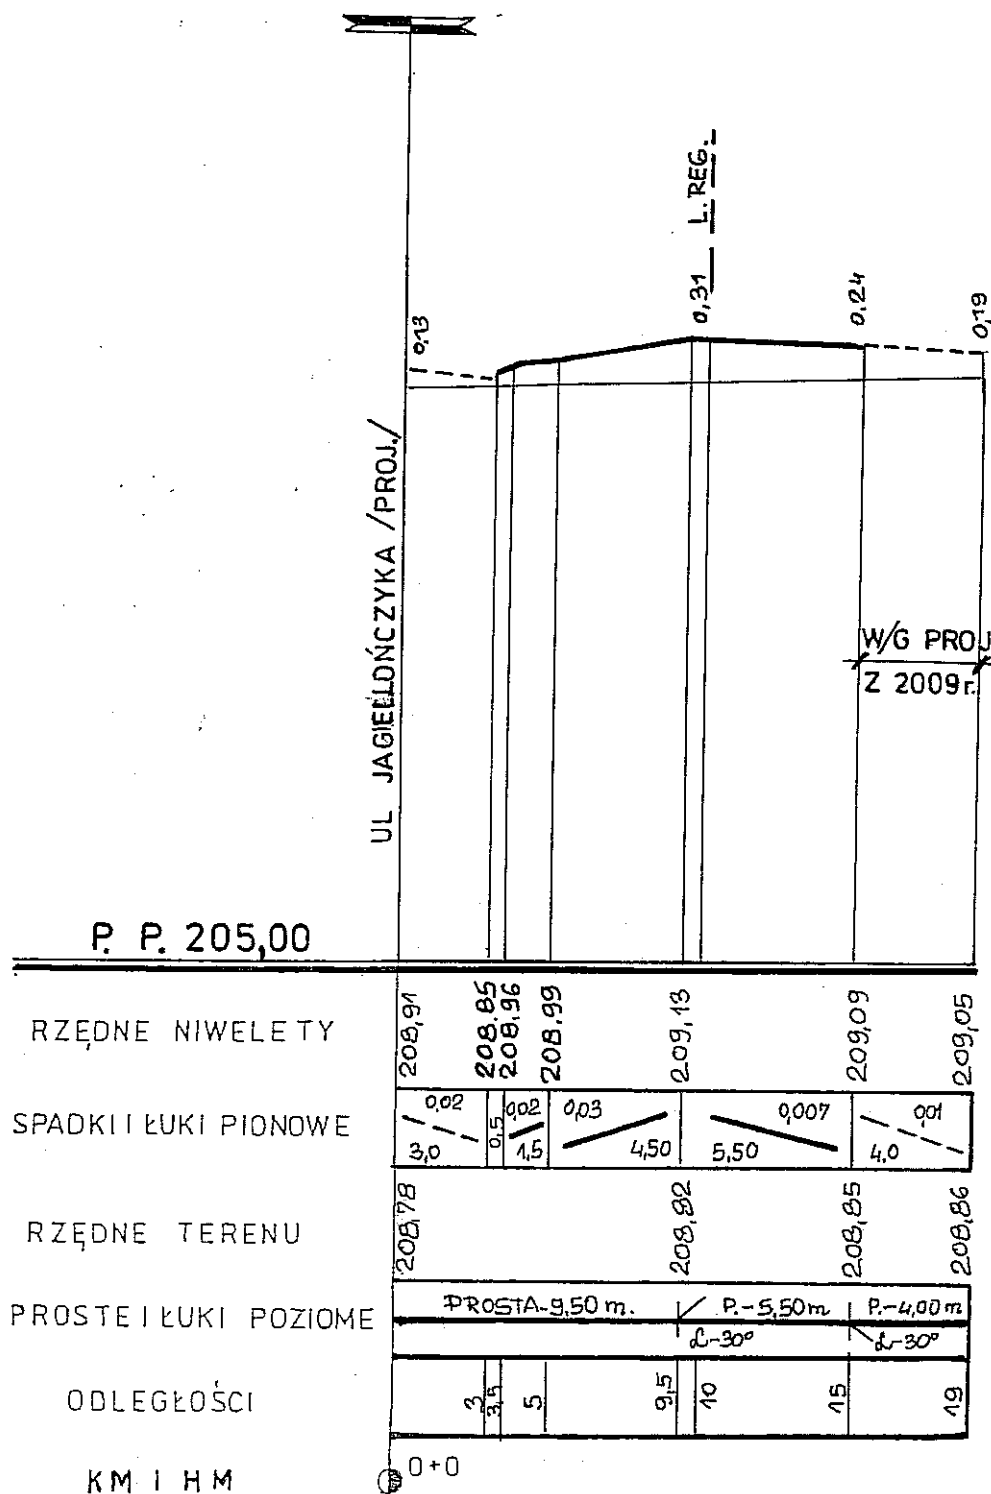 L. REG.
0,13
0,31
0,24
0,19
UL JAGIELLOŃCZYKA /PROJ./
W/G PROJ
Z 2009r.
P. P. 205,00
RZĘDNE NIWELETY 208,91 208.85 208,96 208,99 209,13 209,09 209,05
SPADKI I ŁUKI PIONOWE
0,02 0,02 0,03 0,007 0,01
3,0 0,5 1,5 4,50 5,50 4,0
RZĘDNE TERENU 208,78 208,82 208,85 208,86
PROSTE I ŁUKI POZIOME
PROSTA-9,50 m. P.-5,50m P.-4,00m
α-30° α-30°
ODLEGŁOŚCI 3 3,5 5 9,5 10 15 19
KM I HM 0+0